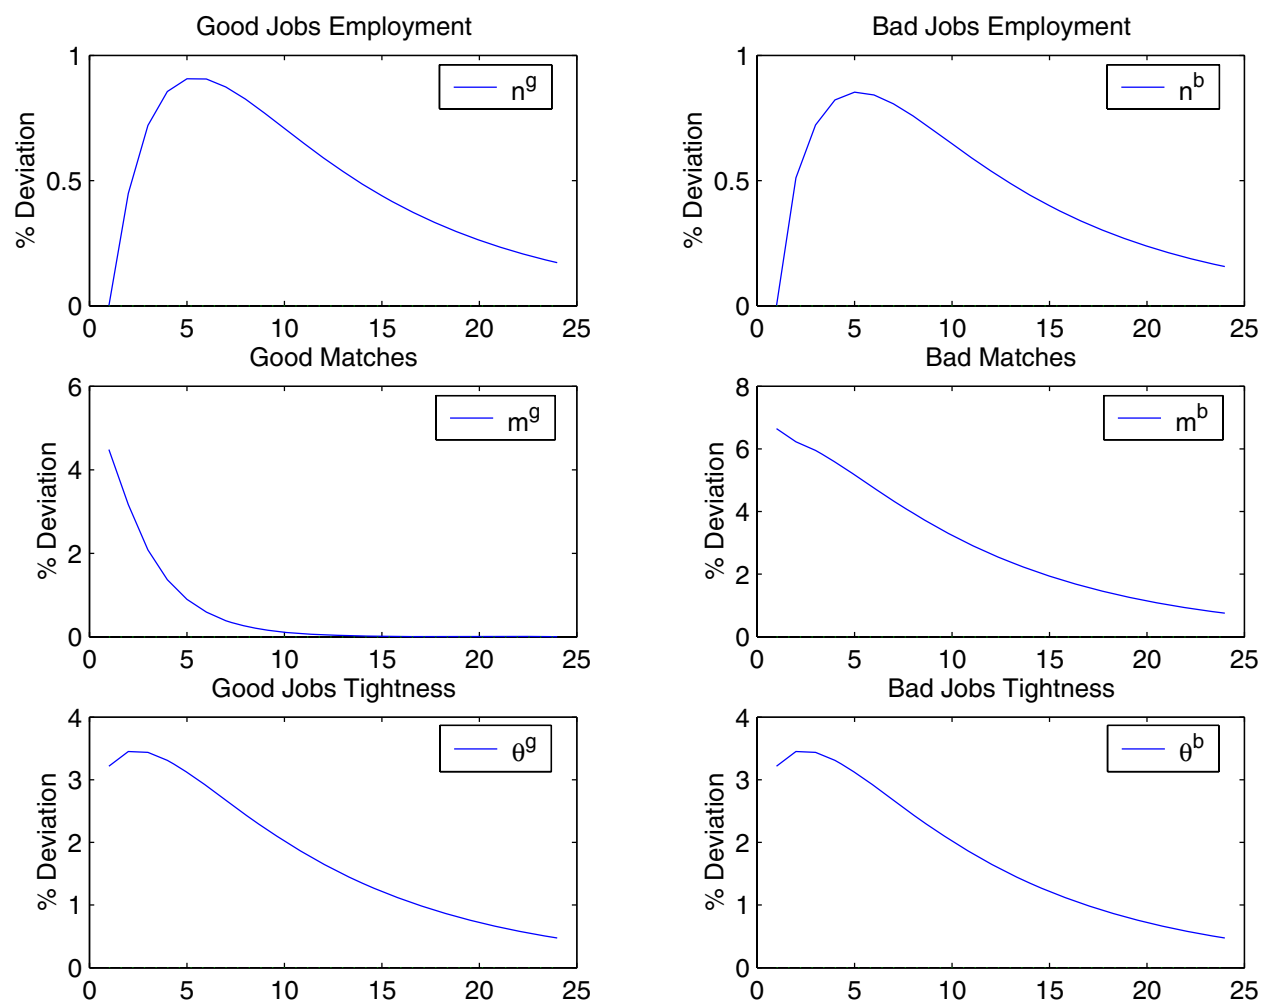 Good Jobs Employment
% Deviation
1
0.5
0
n^g
0 5 10 15 20 25
Bad Jobs Employment
% Deviation
1
0.5
0
n^b
0 5 10 15 20 25
Good Matches
% Deviation
6
4
2
0
m^g
0 5 10 15 20 25
Bad Matches
% Deviation
8
6
4
2
0
m^b
0 5 10 15 20 25
Good Jobs Tightness
% Deviation
4
3
2
1
0
θ^g
0 5 10 15 20 25
Bad Jobs Tightness
% Deviation
4
3
2
1
0
θ^b
0 5 10 15 20 25